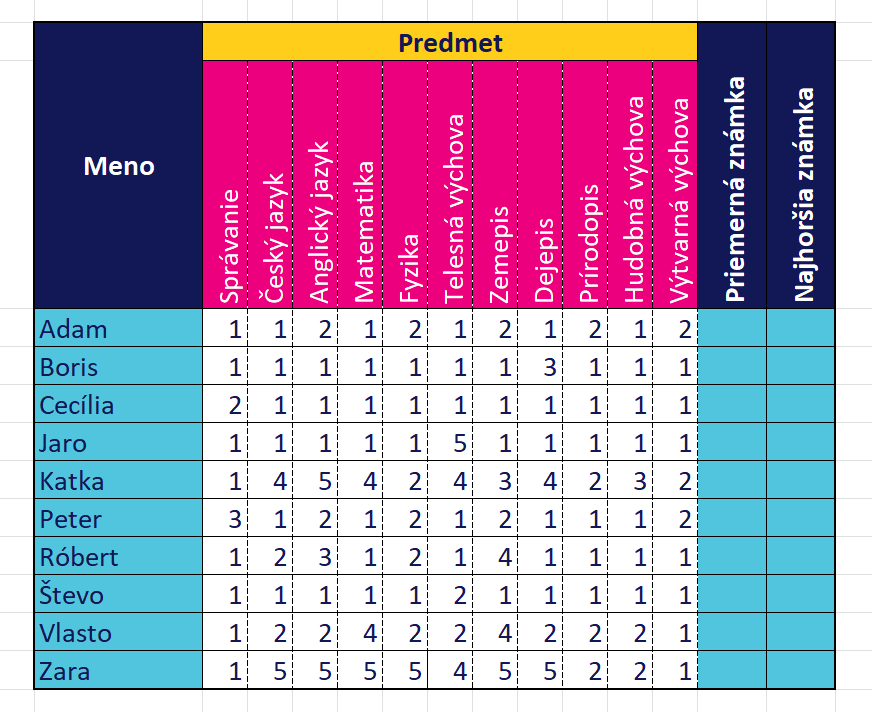 Meno
Predmet
Správanie
Český jazyk
Anglický jazyk
Matematika
Fyzika
Telesná výchova
Zemepis
Dejepis
Prírodopis
Hudobná výchova
Výtvarná výchova
Priemerná známka
Najhoršia známka
Adam 1 1 2 1 2 1 2 1 2 1 2
Boris 1 1 1 1 1 1 1 3 1 1 1
Cecília 2 1 1 1 1 1 1 1 1 1 1
Jaro 1 1 1 1 1 5 1 1 1 1 1
Katka 1 4 5 4 2 4 3 4 2 3 2
Peter 3 1 2 1 2 1 2 1 1 1 2
Róbert 1 2 3 1 2 1 4 1 1 1 1
Števo 1 1 1 1 1 2 1 1 1 1 1
Vlasto 1 2 2 4 2 2 4 2 2 2 1
Zara 1 5 5 5 5 4 5 5 2 2 1